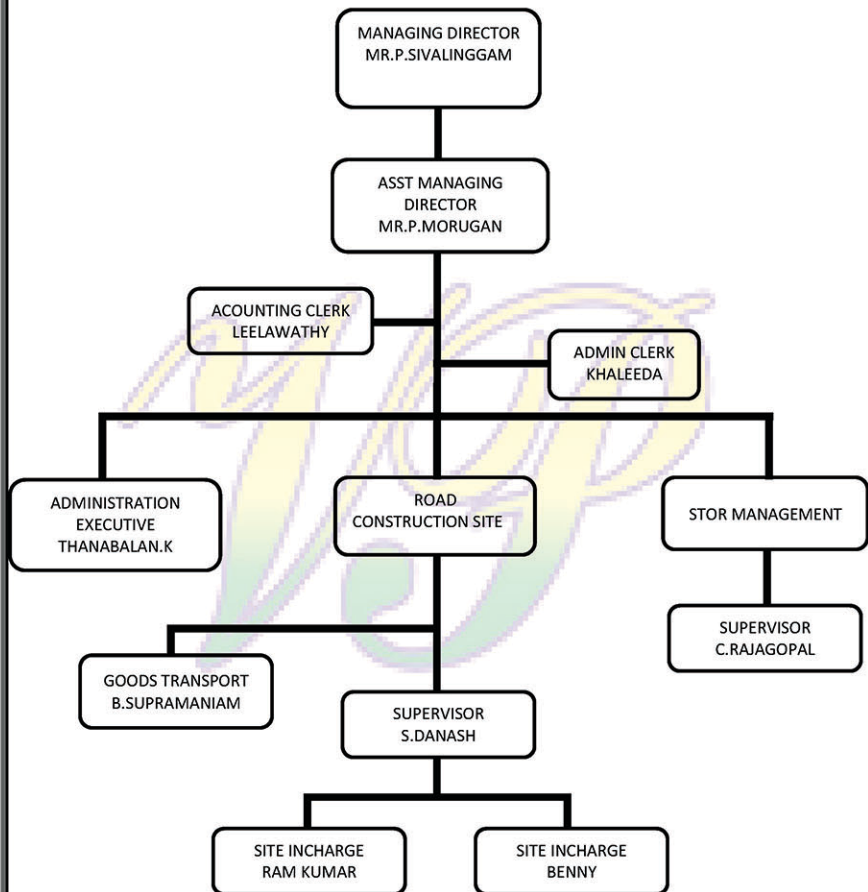 MANAGING DIRECTOR
MR.P.SIVALINGGAM
ASST MANAGING
DIRECTOR
MR.P.MORUGAN
ACOUNTING CLERK
LEELAWATHY
ADMIN CLERK
KHALEEDA
ADMINISTRATION
EXECUTIVE
THANABALAN.K
ROAD
CONSTRUCTION SITE
STOR MANAGEMENT
SUPERVISOR
C.RAJAGOPAL
GOODS TRANSPORT
B.SUPRAMANIAM
SUPERVISOR
S.DANASH
SITE INCHARGE
RAM KUMAR
SITE INCHARGE
BENNY